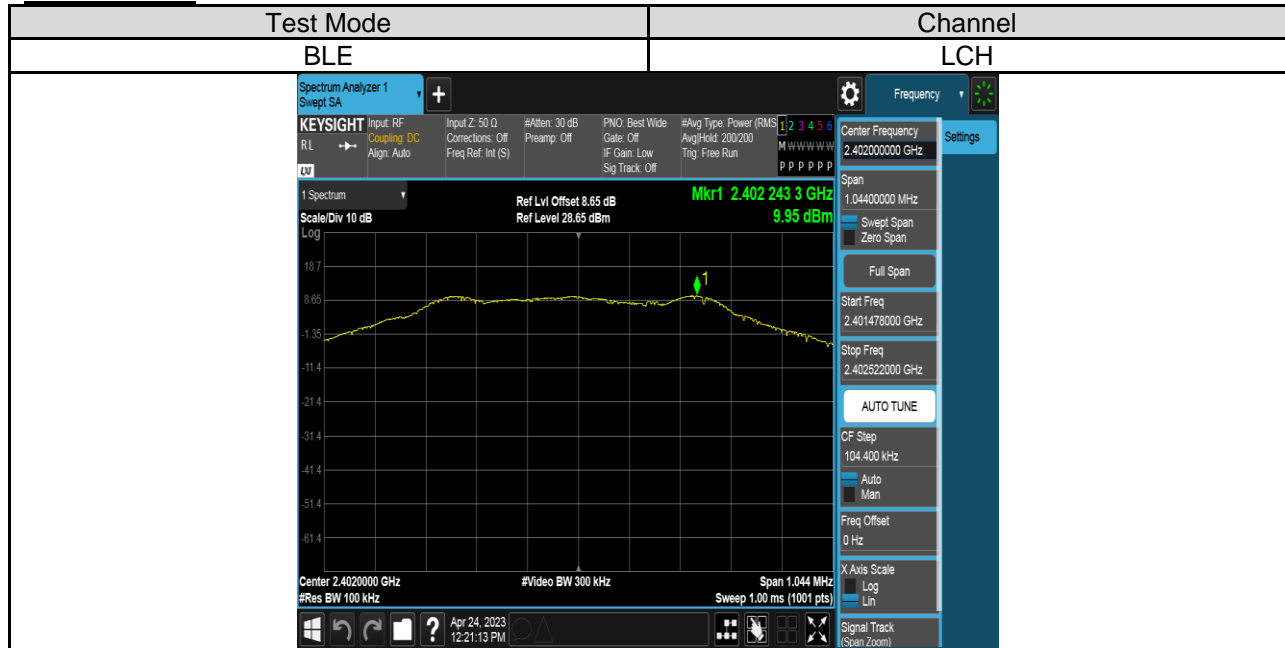 Test Mode
Channel
BLE
LCH
Spectrum Analyzer 1
Swept SA
Frequency
KEYSIGHT
RL
LXI
Input: RF
Coupling: DC
Align: Auto
Input Z: 50 Ω
Corrections: Off
Freq Ref: Int (S)
#Atten: 30 dB
Preamp: Off
PNO: Best Wide
Gate: Off
IF Gain: Low
Sig Track: Off
#Avg Type: Power (RMS
Avg|Hold: 200/200
Trig: Free Run
1 2 3 4 5 6
M W W W W W
P P P P P P
1 Spectrum
Scale/Div 10 dB
Log
Ref Lvl Offset 8.65 dB
Ref Level 28.65 dBm
Mkr1 2.402 243 3 GHz
9.95 dBm
1
18.7
8.65
-1.35
-11.4
-21.4
-31.4
-41.4
-51.4
-61.4
Center 2.4020000 GHz
#Res BW 100 kHz
#Video BW 300 kHz
Span 1.044 MHz
Sweep 1.00 ms (1001 pts)
?
Apr 24, 2023
12:21:13 PM
Center Frequency
2.402000000 GHz
Settings
Span
1.04400000 MHz
Swept Span
Zero Span
Full Span
Start Freq
2.401478000 GHz
Stop Freq
2.402522000 GHz
AUTO TUNE
CF Step
104.400 kHz
Auto
Man
Freq Offset
0 Hz
X Axis Scale
Log
Lin
Signal Track
(Span Zoom)